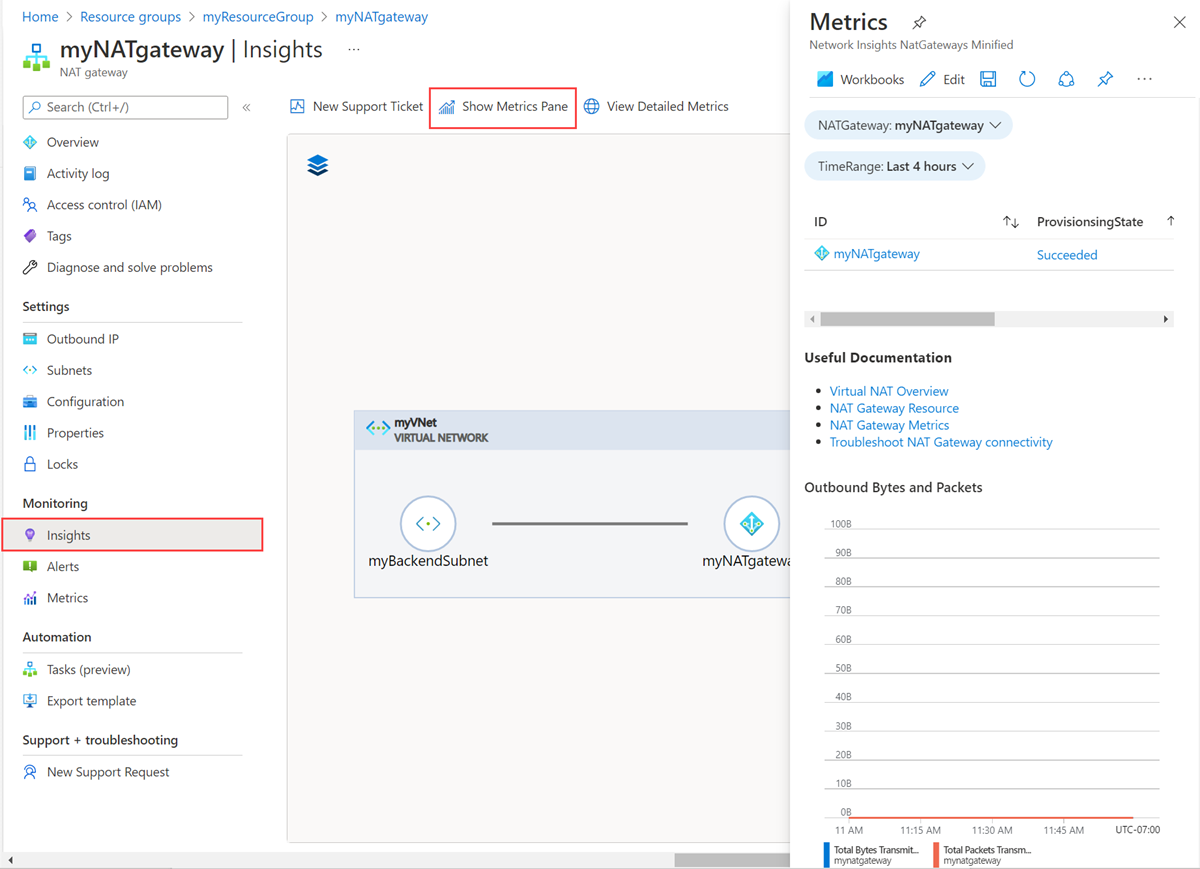 Home > Resource groups > myResourceGroup > myNATgateway
myNATgateway | Insights ...
NAT gateway
Search (Ctrl+/)
«
Overview
Activity log
Access control (IAM)
Tags
Diagnose and solve problems
Settings
Outbound IP
Subnets
Configuration
Properties
Locks
Monitoring
Insights
Alerts
Metrics
Automation
Tasks (preview)
Export template
Support + troubleshooting
New Support Request
New Support Ticket
Show Metrics Pane
View Detailed Metrics
myVNet
VIRTUAL NETWORK
myBackendSubnet
myNATgatewa
Metrics
Network Insights NatGateways Minified
Workbooks
Edit
...
NATGateway: myNATgateway
TimeRange: Last 4 hours
ID ↑↓ ProvisionsingState ↑
myNATgateway Succeeded
Useful Documentation
• Virtual NAT Overview
• NAT Gateway Resource
• NAT Gateway Metrics
• Troubleshoot NAT Gateway connectivity
Outbound Bytes and Packets
100B
90B
80B
70B
60B
50B
40B
30B
20B
10B
0B
11 AM 11:15 AM 11:30 AM 11:45 AM UTC-07:00
Total Bytes Transmit...
mynatgateway
Total Packets Transm...
mynatgateway